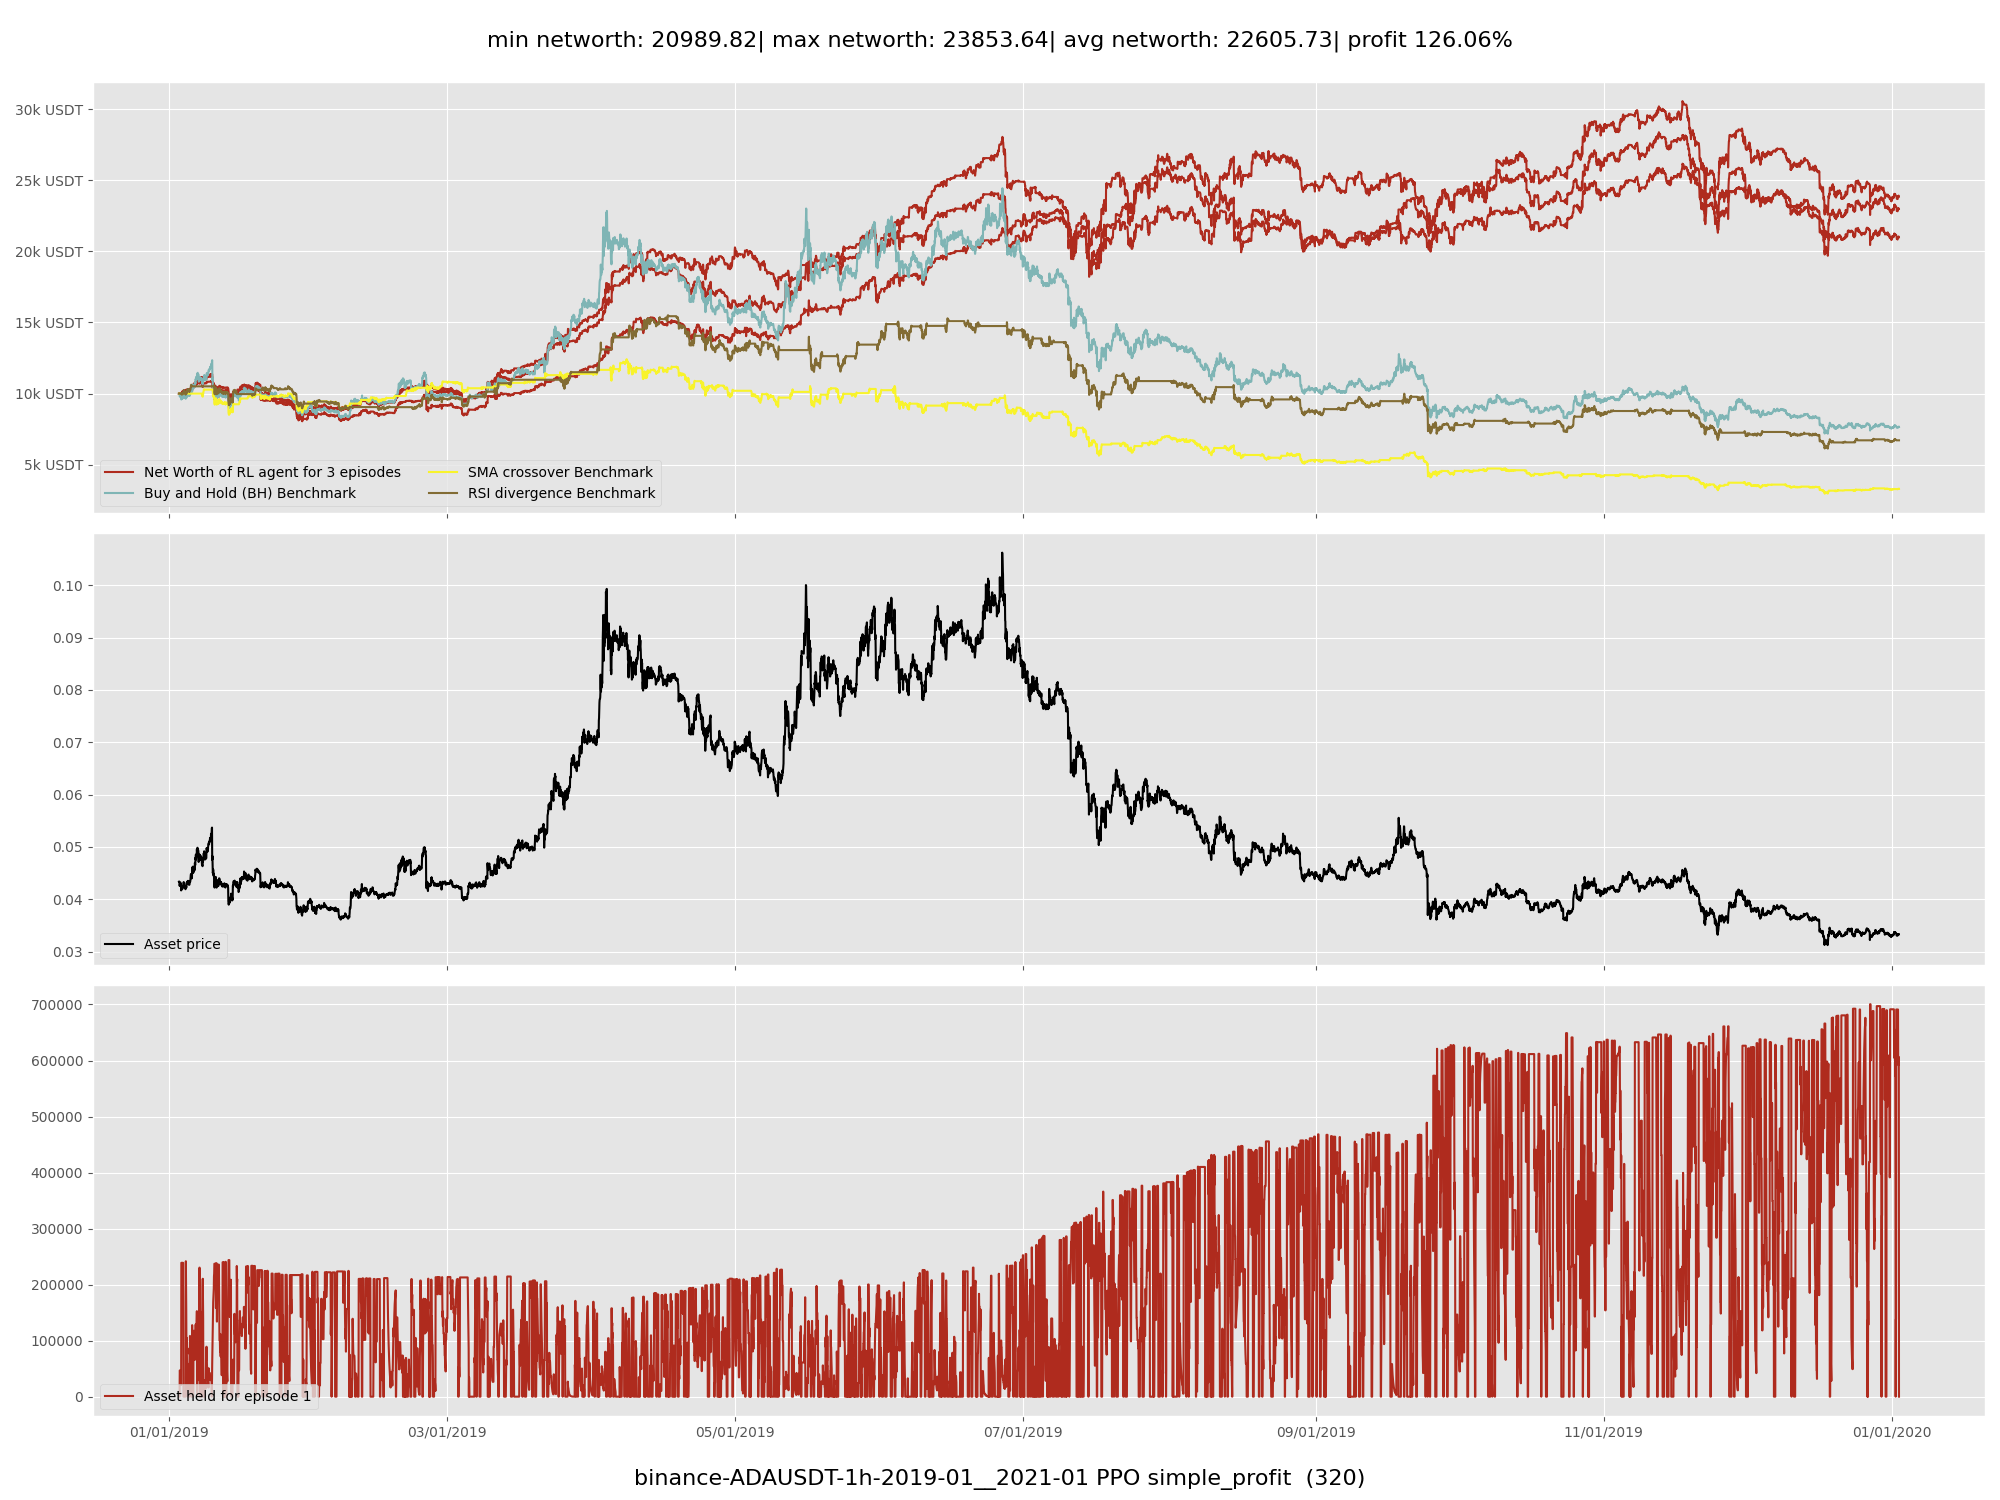 min networth: 20989.82| max networth: 23853.64| avg networth: 22605.73| profit 126.06%
30k USDT
25k USDT
20k USDT
15k USDT
10k USDT
5k USDT
Net Worth of RL agent for 3 episodes
Buy and Hold (BH) Benchmark
SMA crossover Benchmark
RSI divergence Benchmark
0.10
0.09
0.08
0.07
0.06
0.05
0.04
0.03
Asset price
700000
600000
500000
400000
300000
200000
100000
0
Asset held for episode 1
01/01/2019 03/01/2019 05/01/2019 07/01/2019 09/01/2019 11/01/2019 01/01/2020
binance-ADAUSDT-1h-2019-01__2021-01 PPO simple_profit  (320)